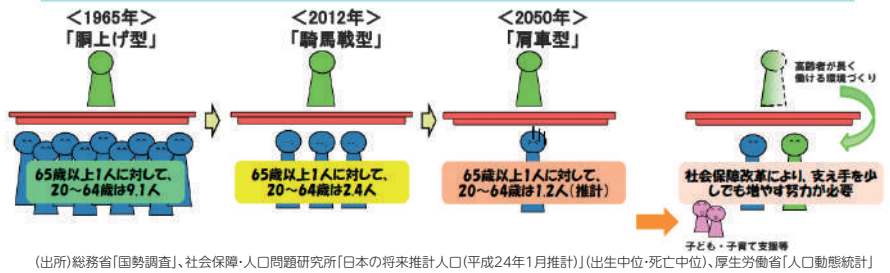 ＜1965年＞
「胴上げ型」
65歳以上1人に対して、
20～64歳は9.1人
＜2012年＞
「騎馬戦型」
65歳以上1人に対して、
20～64歳は2.4人
＜2050年＞
「肩車型」
65歳以上1人に対して、
20～64歳は1.2人(推計)
高齢者が長く
働ける環境づくり
社会保障改革により、支え手を少
しでも増やす努力が必要
子ども・子育て支援等
(出所)総務省「国勢調査」、社会保障・人口問題研究所「日本の将来推計人口(平成24年1月推計)」(出生中位・死亡中位)、厚生労働省「人口動態統計」